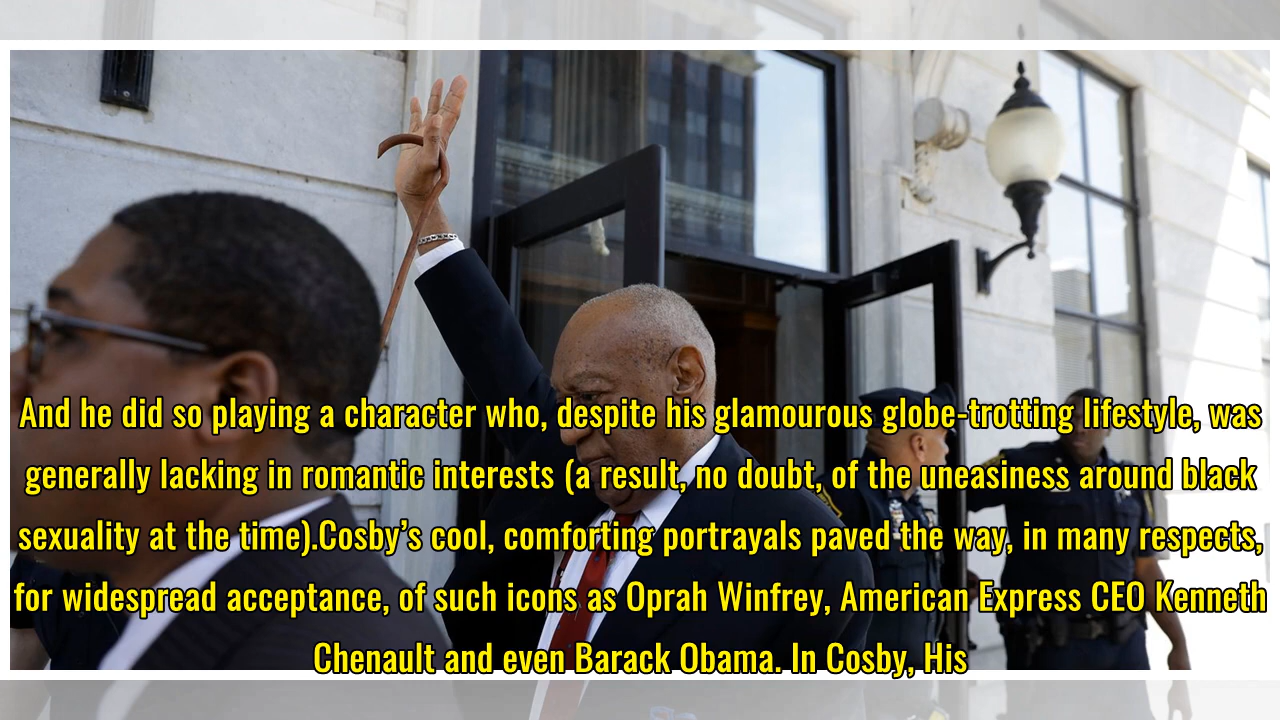 And he did so playing a character who, despite his glamourous globe-trotting lifestyle, was
generally lacking in romantic interests (a result, no doubt, of the uneasiness around black
sexuality at the time).Cosby’s cool, comforting portrayals paved the way, in many respects,
for widespread acceptance, of such icons as Oprah Winfrey, American Express CEO Kenneth
Chenault and even Barack Obama. In Cosby, His